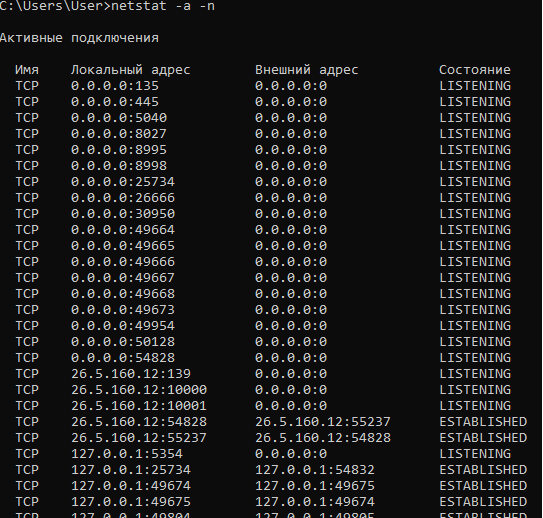 C:\Users\User>netstat -a -n
Активные подключения
Имя Локальный адрес Внешний адрес Состояние
TCP 0.0.0.0:135 0.0.0.0:0 LISTENING
TCP 0.0.0.0:445 0.0.0.0:0 LISTENING
TCP 0.0.0.0:5040 0.0.0.0:0 LISTENING
TCP 0.0.0.0:8027 0.0.0.0:0 LISTENING
TCP 0.0.0.0:8995 0.0.0.0:0 LISTENING
TCP 0.0.0.0:8998 0.0.0.0:0 LISTENING
TCP 0.0.0.0:25734 0.0.0.0:0 LISTENING
TCP 0.0.0.0:26666 0.0.0.0:0 LISTENING
TCP 0.0.0.0:30950 0.0.0.0:0 LISTENING
TCP 0.0.0.0:49664 0.0.0.0:0 LISTENING
TCP 0.0.0.0:49665 0.0.0.0:0 LISTENING
TCP 0.0.0.0:49666 0.0.0.0:0 LISTENING
TCP 0.0.0.0:49667 0.0.0.0:0 LISTENING
TCP 0.0.0.0:49668 0.0.0.0:0 LISTENING
TCP 0.0.0.0:49673 0.0.0.0:0 LISTENING
TCP 0.0.0.0:49954 0.0.0.0:0 LISTENING
TCP 0.0.0.0:50128 0.0.0.0:0 LISTENING
TCP 0.0.0.0:54828 0.0.0.0:0 LISTENING
TCP 26.5.160.12:139 0.0.0.0:0 LISTENING
TCP 26.5.160.12:10000 0.0.0.0:0 LISTENING
TCP 26.5.160.12:10001 0.0.0.0:0 LISTENING
TCP 26.5.160.12:54828 26.5.160.12:55237 ESTABLISHED
TCP 26.5.160.12:55237 26.5.160.12:54828 ESTABLISHED
TCP 127.0.0.1:5354 0.0.0.0:0 LISTENING
TCP 127.0.0.1:25734 127.0.0.1:54832 ESTABLISHED
TCP 127.0.0.1:49674 127.0.0.1:49675 ESTABLISHED
TCP 127.0.0.1:49675 127.0.0.1:49674 ESTABLISHED
TCP 127.0.0.1:49804 127.0.0.1:49805 ESTABLISHED